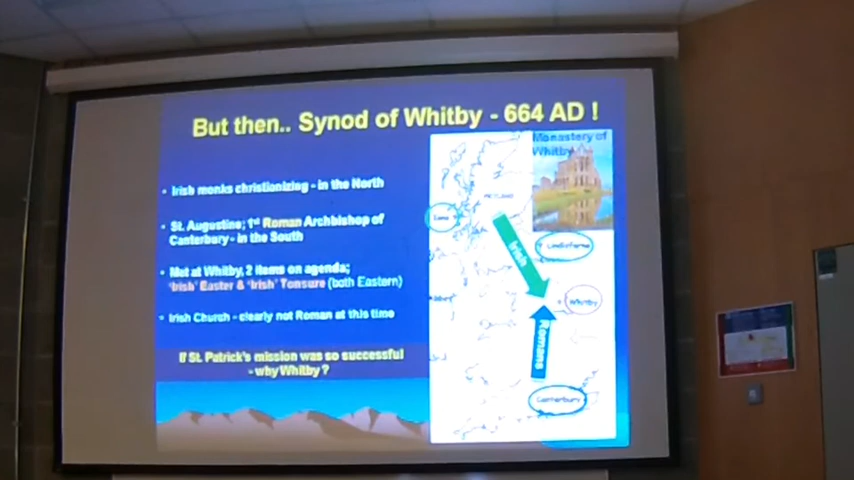 But then.. Synod of Whitby - 664 AD !
Monastery of
Whitby
• Irish monks christianizing - in the North
• St. Augustine; 1st Roman Archbishop of
Canterbury - in the South
• Met at Whitby, 2 items on agenda;
'Irish' Easter & 'Irish' Tonsure (both Eastern)
• Irish Church - clearly not Roman at this time
If St. Patrick's mission was so successful
- why Whitby ?
PICTLAND
Iona
Irish
Lindisfarne
Whitby
Romans
Canterbury